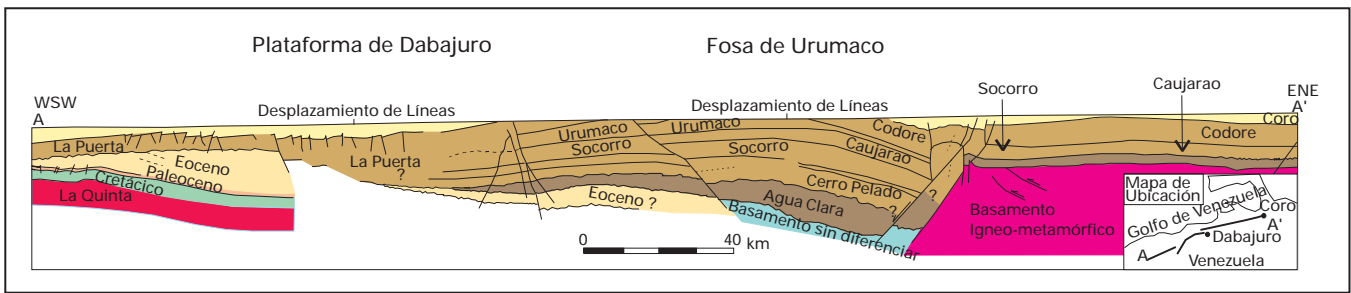 Plataforma de Dabajuro
Fosa de Urumaco
WSW
A
Desplazamiento de Líneas
Desplazamiento de Líneas
Socorro
Caujarao
ENE
A'
Coro
La Puerta
Eoceno
Paleoceno
Cretácico
La Quinta
La Puerta
?
Urumaco
Socorro
Urumaco
Socorro
Codore
Caujarao
Cerro Pelado
?
?
Codore
Eoceno ?
Agua Clara
Basamento sin diferenciar
Basamento
Igneo-metamórfico
0
40
km
Mapa de
Ubicación
Golfo de Venezuela
Coro
A'
Dabajuro
A
Venezuela